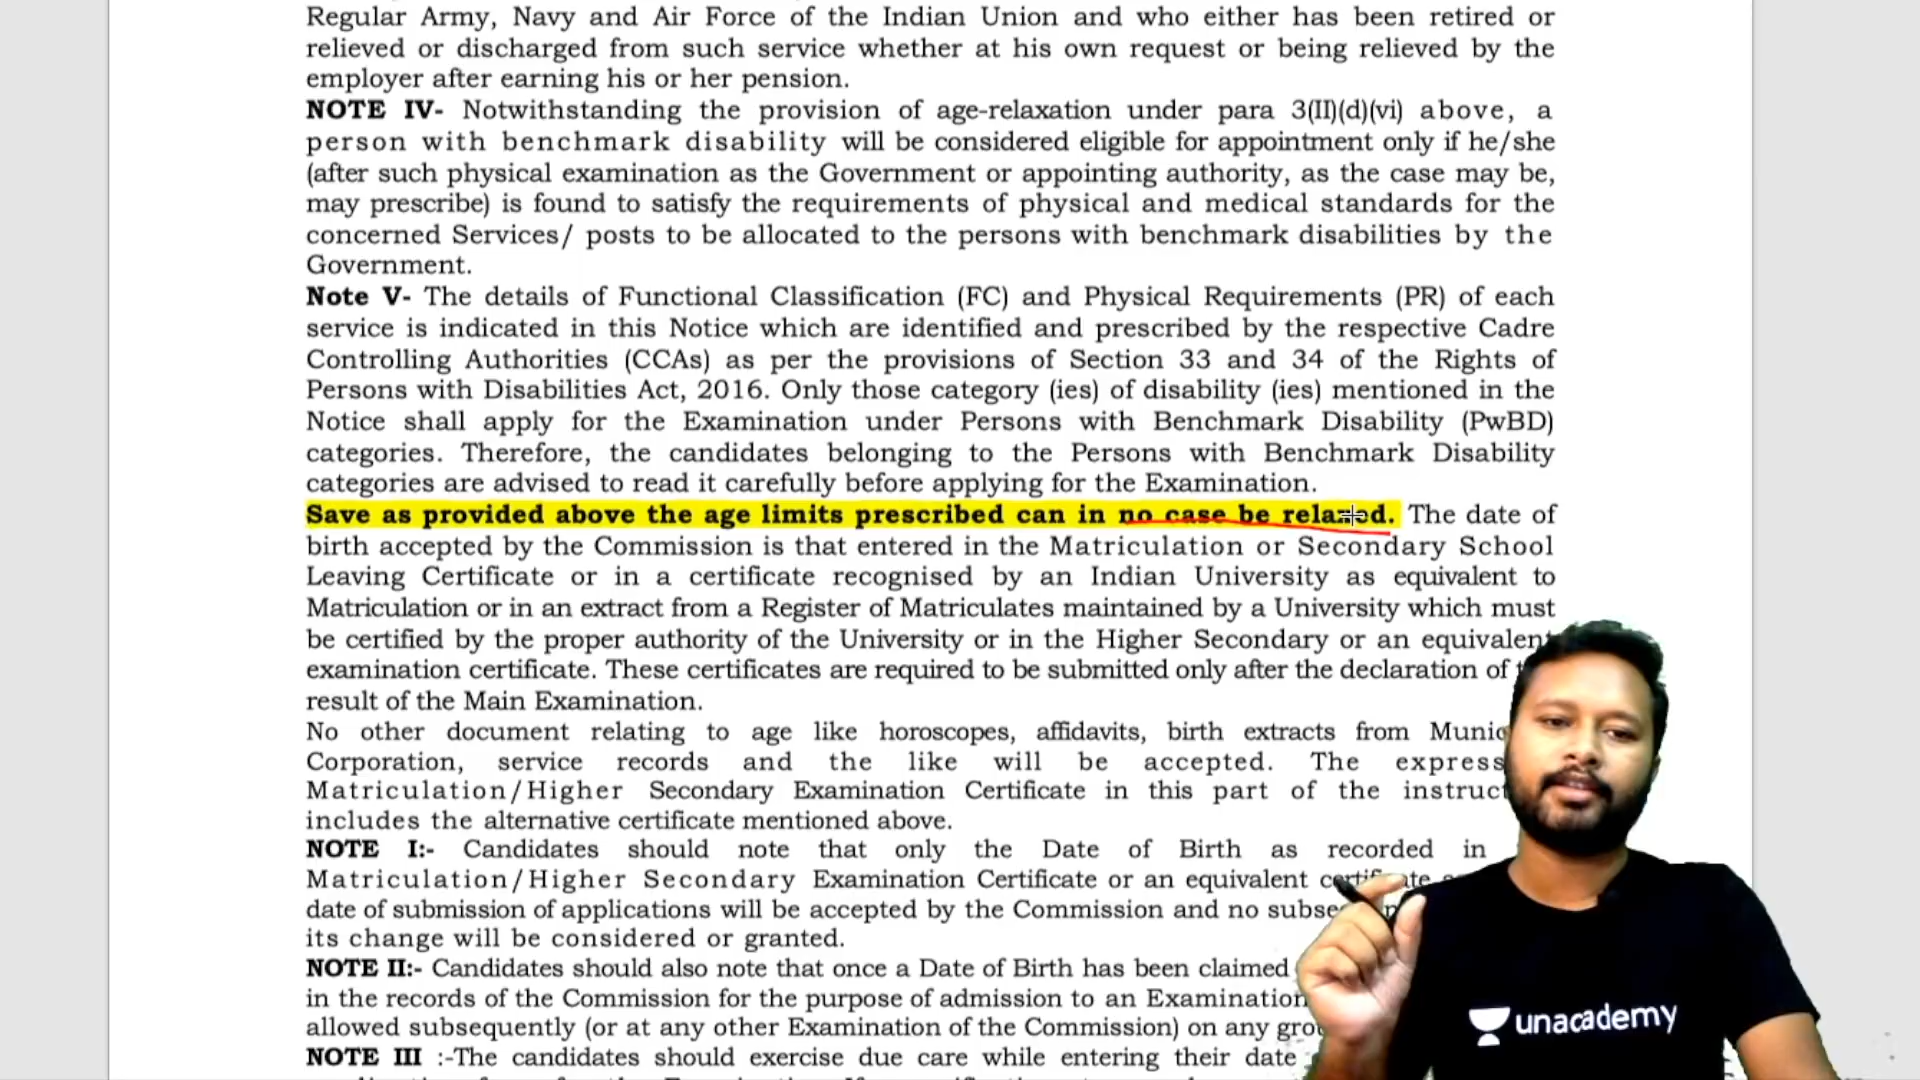 Regular Army, Navy and Air Force of the Indian Union and who either has been retired or
relieved or discharged from such service whether at his own request or being relieved by the
employer after earning his or her pension.
NOTE IV- Notwithstanding the provision of age-relaxation under para 3(II)(d)(vi) above, a
person with benchmark disability will be considered eligible for appointment only if he/she
(after such physical examination as the Government or appointing authority, as the case may be,
may prescribe) is found to satisfy the requirements of physical and medical standards for the
concerned Services/ posts to be allocated to the persons with benchmark disabilities by the
Government.
Note V- The details of Functional Classification (FC) and Physical Requirements (PR) of each
service is indicated in this Notice which are identified and prescribed by the respective Cadre
Controlling Authorities (CCAs) as per the provisions of Section 33 and 34 of the Rights of
Persons with Disabilities Act, 2016. Only those category (ies) of disability (ies) mentioned in the
Notice shall apply for the Examination under Persons with Benchmark Disability (PwBD)
categories. Therefore, the candidates belonging to the Persons with Benchmark Disability
categories are advised to read it carefully before applying for the Examination.
Save as provided above the age limits prescribed can in no case be relaxed. The date of
birth accepted by the Commission is that entered in the Matriculation or Secondary School
Leaving Certificate or in a certificate recognised by an Indian University as equivalent to
Matriculation or in an extract from a Register of Matriculates maintained by a University which must
be certified by the proper authority of the University or in the Higher Secondary or an equivalent
examination certificate. These certificates are required to be submitted only after the declaration of
result of the Main Examination.
No other document relating to age like horoscopes, affidavits, birth extracts from
Corporation, service records and the like will be accepted. The
Matriculation/Higher Secondary Examination Certificate in this part of the
includes the alternative certificate mentioned above.
NOTE I:- Candidates should note that only the Date of Birth as recorded in
Matriculation/Higher Secondary Examination Certificate or an equivalent certificate
date of submission of applications will be accepted by the Commission and no
its change will be considered or granted.
NOTE II:- Candidates should also note that once a Date of Birth has been claimed
in the records of the Commission for the purpose of admission to an Examination
allowed subsequently (or at any other Examination of the Commission) on any
NOTE III :-The candidates should exercise due care while entering their date
unacademy